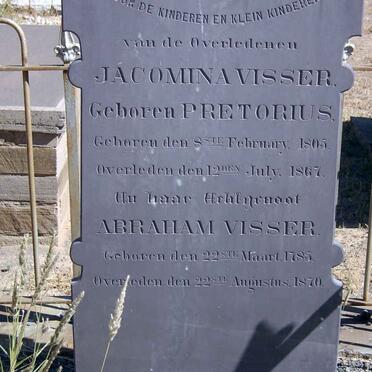 DOOR DE KINDEREN EN KLEIN KINDEREN
van de Overledenen
JACOMINA VISSER.
Geboren PRETORIUS.
Geboren den 8STE February, 1805.
Overleden den 12DEN July, 1867.
En haar Echtgenoot
ABRAHAM VISSER.
Geboren den 22STE Maart, 1785.
Overleden den 22STE Augustus, 1870.